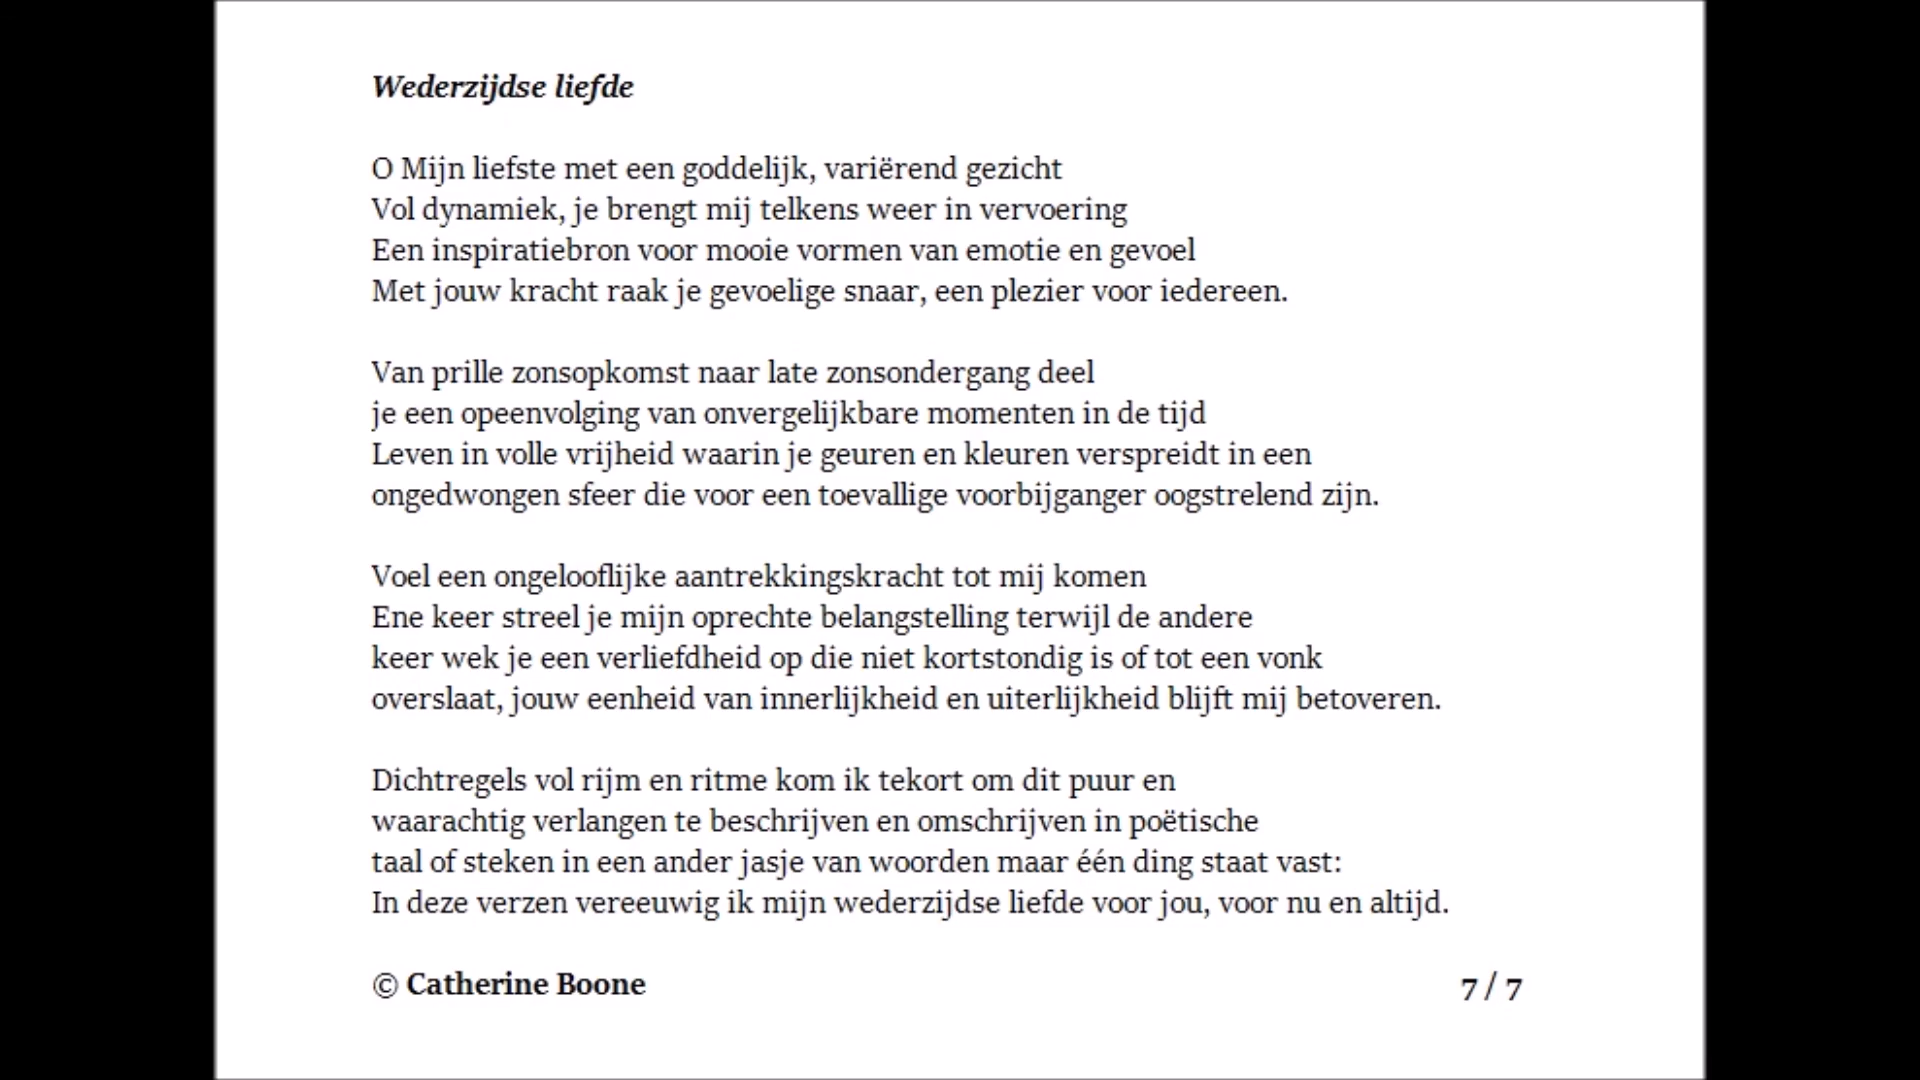 Wederzijdse liefde
O Mijn liefste met een goddelijk, variërend gezicht
Vol dynamiek, je brengt mij telkens weer in vervoering
Een inspiratiebron voor mooie vormen van emotie en gevoel
Met jouw kracht raak je gevoelige snaar, een plezier voor iedereen.
Van prille zonsopkomst naar late zonsondergang deel
je een opeenvolging van onvergelijkbare momenten in de tijd
Leven in volle vrijheid waarin je geuren en kleuren verspreidt in een
ongedwongen sfeer die voor een toevallige voorbijganger oogstrelend zijn.
Voel een ongelooflijke aantrekkingskracht tot mij komen
Ene keer streel je mijn oprechte belangstelling terwijl de andere
keer wek je een verliefdheid op die niet kortstondig is of tot een vonk
overslaat, jouw eenheid van innerlijkheid en uiterlijkheid blijft mij betoveren.
Dichtregels vol rijm en ritme kom ik tekort om dit puur en
waarachtig verlangen te beschrijven en omschrijven in poëtische
taal of steken in een ander jasje van woorden maar één ding staat vast:
In deze verzen vereeuwig ik mijn wederzijdse liefde voor jou, voor nu en altijd.
© Catherine Boone
7 / 7